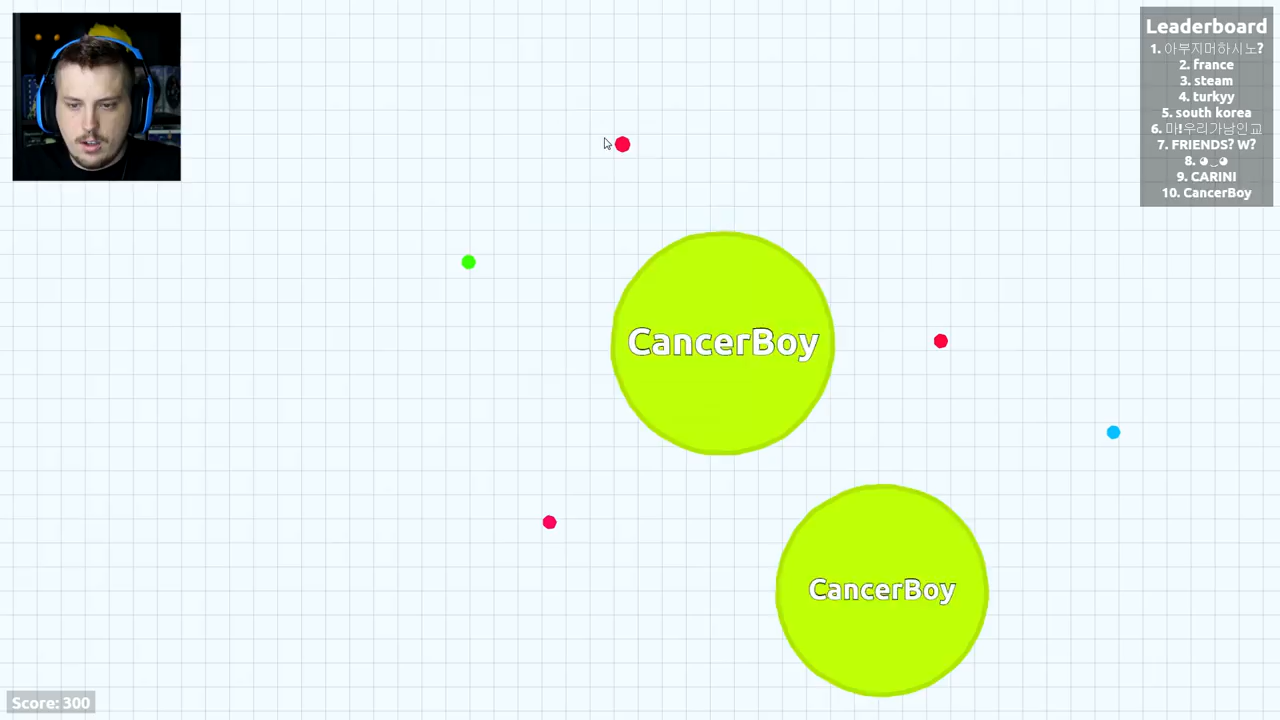 Leaderboard
1. 아부지머하시노?
2. france
3. steam
4. turkyy
5. south korea
6. 마!우리가남인교
7. FRIENDS? W?
8. ◕‿◕
9. CARINI
10. CancerBoy
CancerBoy
CancerBoy
Score: 300